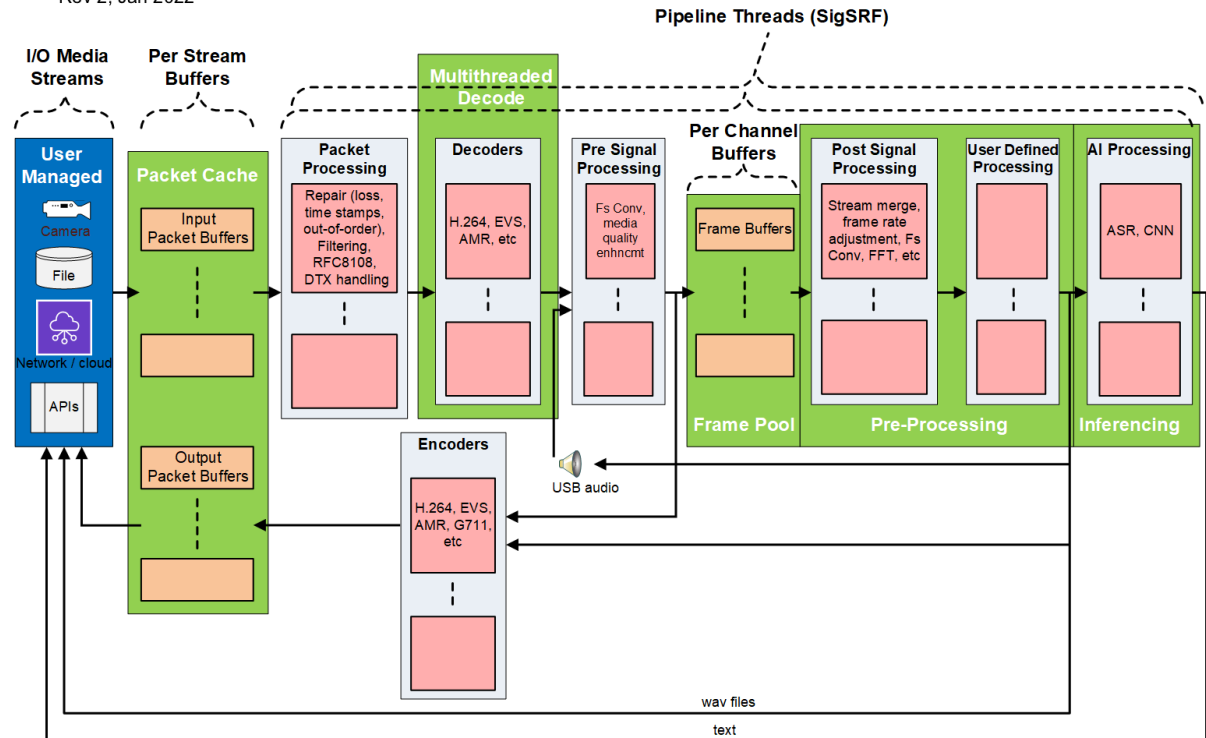 Rev 2, Jan 2022
Pipeline Threads (SigSRF)
I/O Media
Streams
Per Stream
Buffers
Multithreaded
Decode
User
Managed
Camera
File
Network / cloud
APIs
Packet Cache
Input
Packet Buffers
Output
Packet Buffers
Packet
Processing
Repair (loss,
time stamps,
out-of-order),
Filtering,
RFC8108,
DTX handling
Decoders
H.264, EVS,
AMR, etc
Pre Signal
Processing
Fs Conv,
media
quality
enhncmt
Per Channel
Buffers
Frame Buffers
Frame Pool
Post Signal
Processing
Stream merge,
frame rate
adjustment, Fs
Conv, FFT, etc
User Defined
Processing
Pre-Processing
AI Processing
ASR, CNN
Inferencing
Encoders
H.264, EVS,
AMR, G711,
etc
USB audio
wav files
text